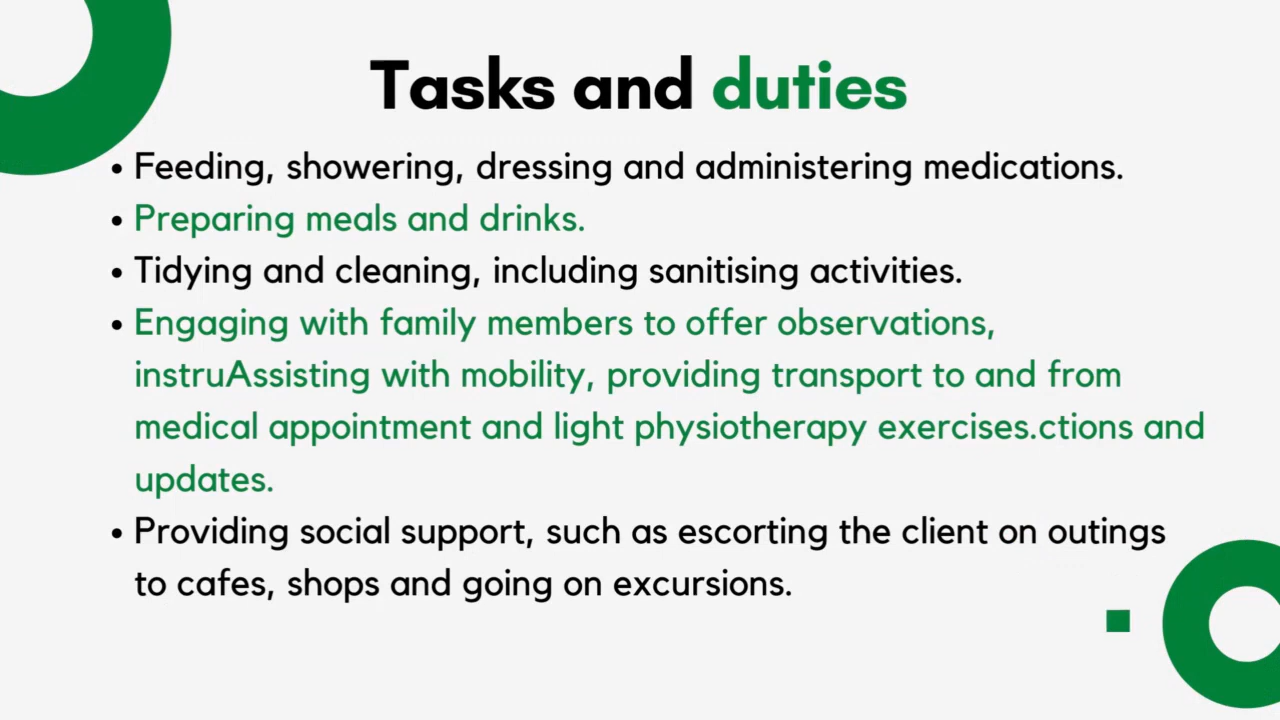 Tasks and duties
• Feeding, showering, dressing and administering medications.
• Preparing meals and drinks.
• Tidying and cleaning, including sanitising activities.
• Engaging with family members to offer observations,
instruAssisting with mobility, providing transport to and from
medical appointment and light physiotherapy exercises.ctions and
updates.
• Providing social support, such as escorting the client on outings
to cafes, shops and going on excursions.